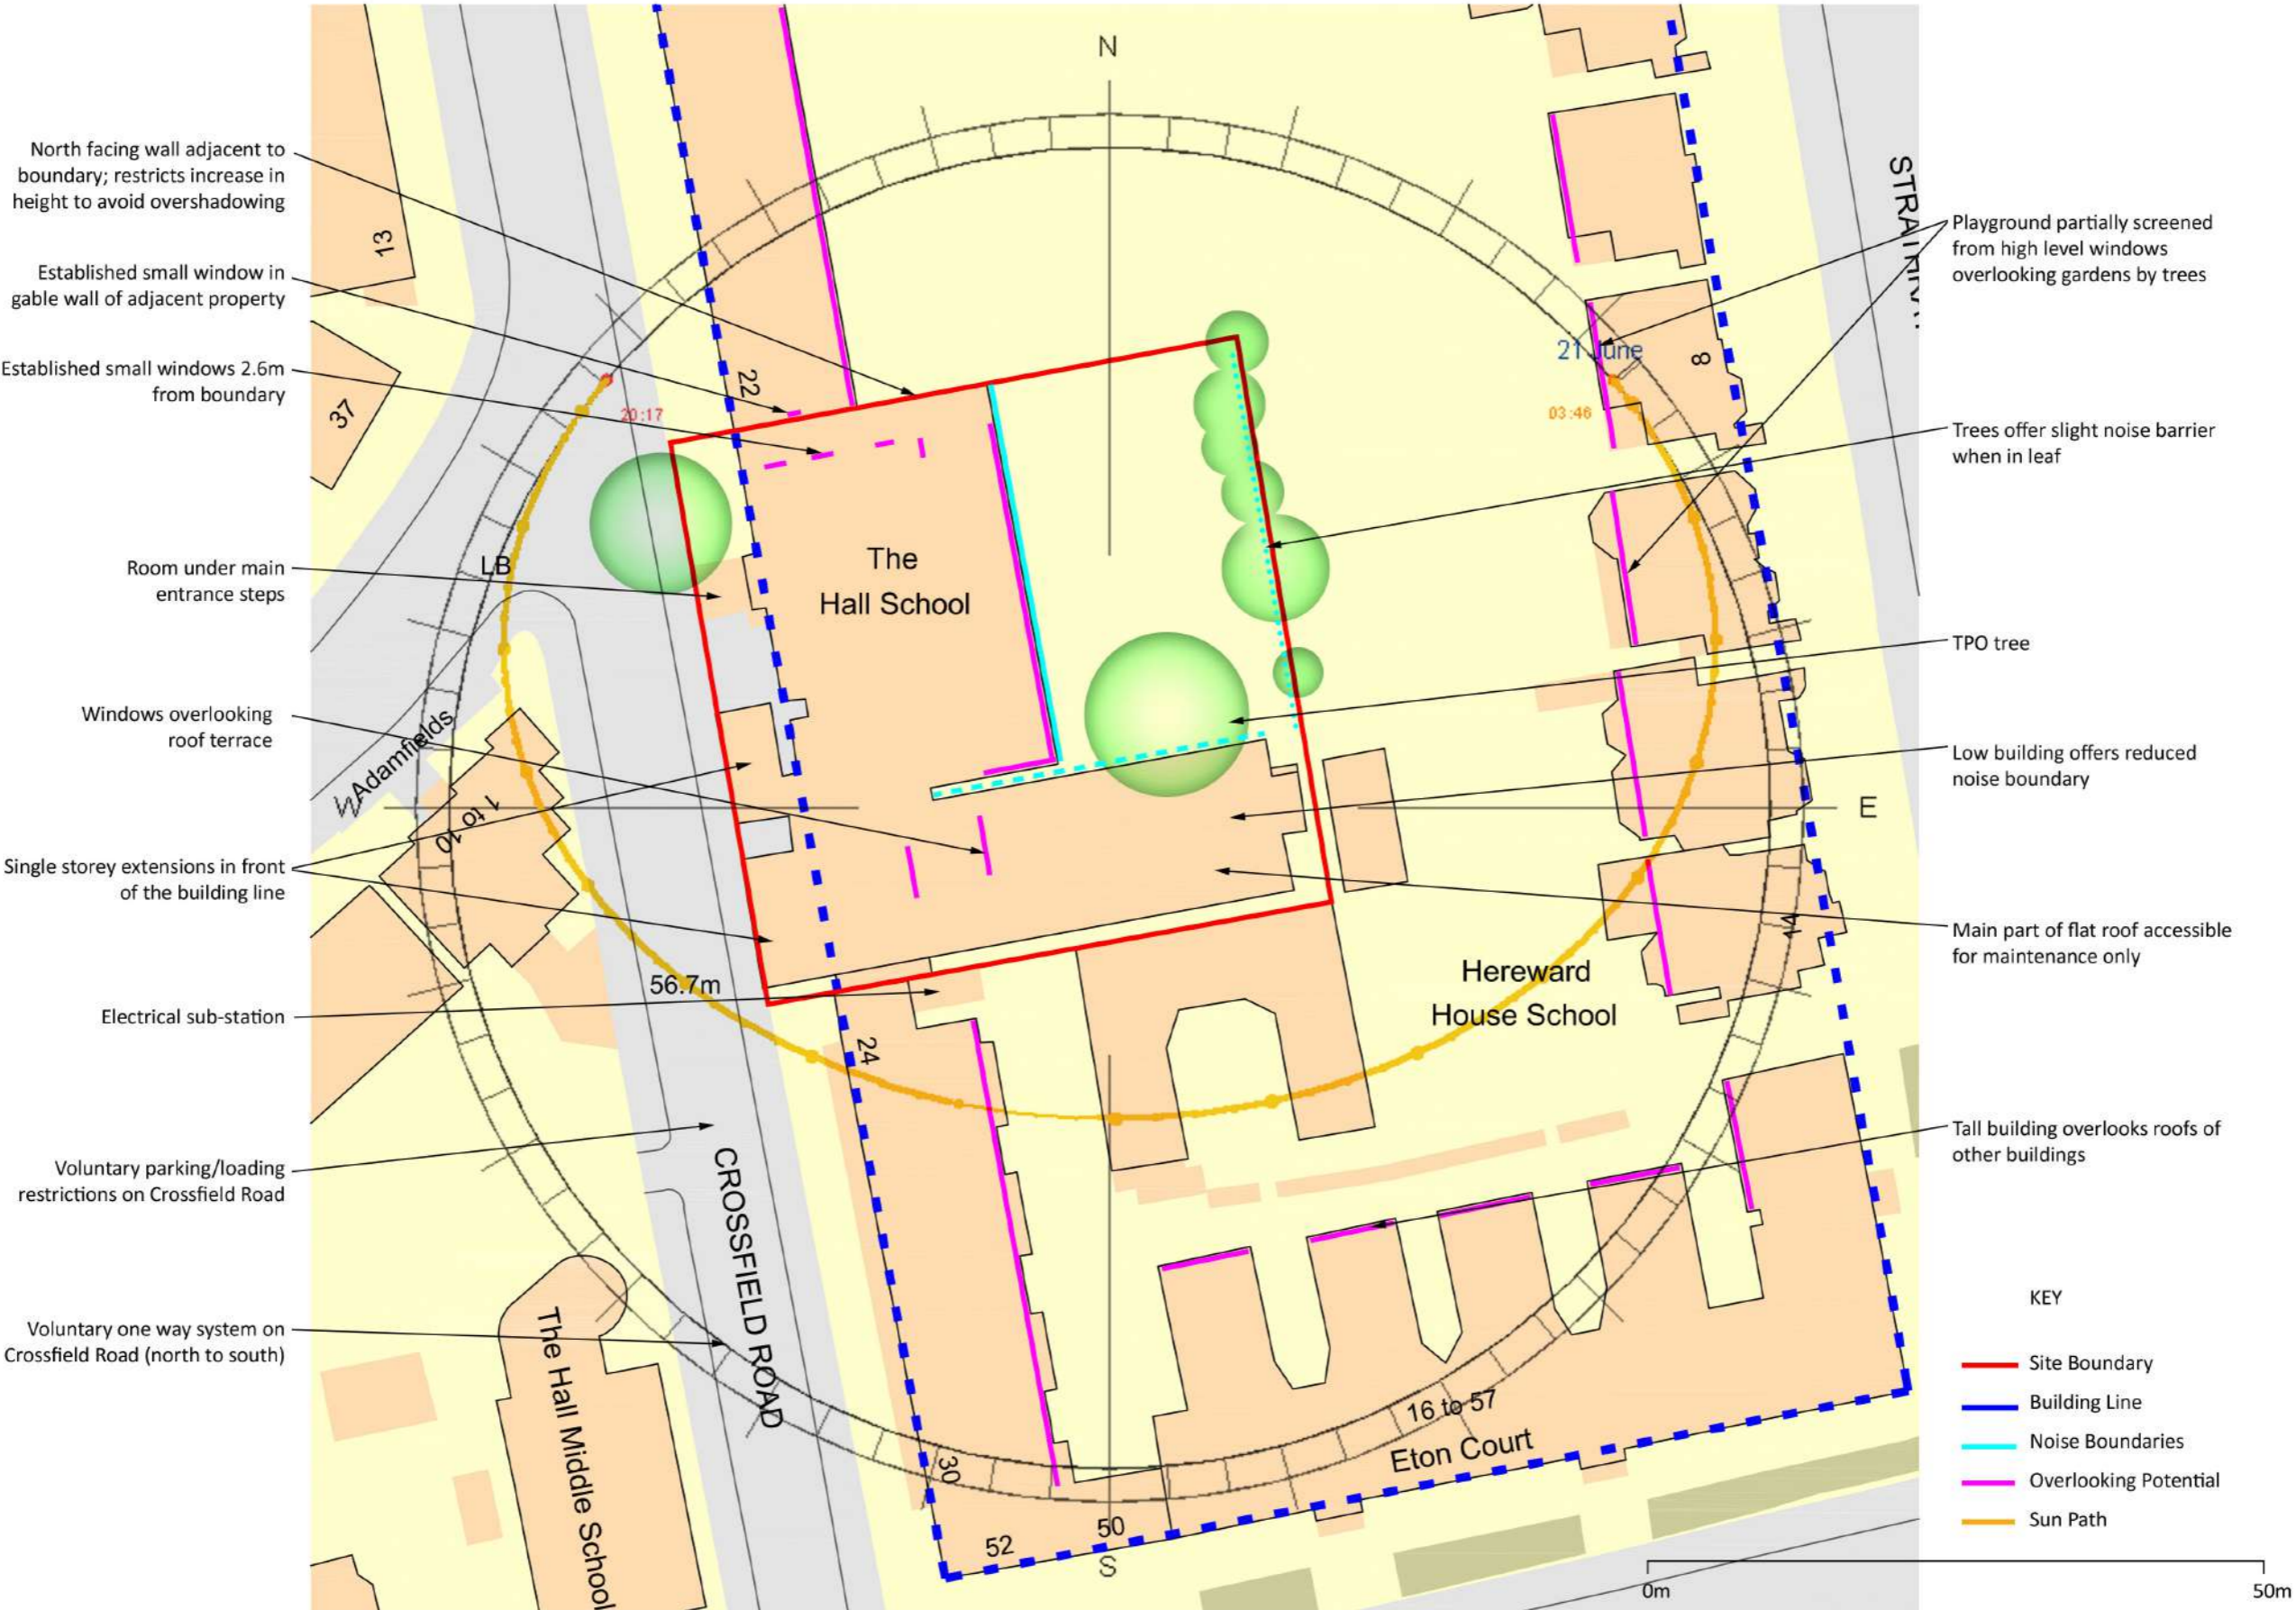 North facing wall adjacent to
boundary; restricts increase in
height to avoid overshadowing
Established small window in
gable wall of adjacent property
Established small windows 2.6m
from boundary
Room under main
entrance steps
Windows overlooking
roof terrace
Single storey extensions in front
of the building line
Electrical sub-station
Voluntary parking/loading
restrictions on Crossfield Road
Voluntary one way system on
Crossfield Road (north to south)
N
13
37
22
20:17
21 June
03:46
8
LB
The
Hall School
Adamfields
W
E
1 to 10
14
56.7m
24
Hereward
House School
CROSSFIELD ROAD
The Hall Middle School
30
16 to 57
Eton Court
52
50
S
Playground partially screened
from high level windows
overlooking gardens by trees
Trees offer slight noise barrier
when in leaf
TPO tree
Low building offers reduced
noise boundary
Main part of flat roof accessible
for maintenance only
Tall building overlooks roofs of
other buildings
KEY
Site Boundary
Building Line
Noise Boundaries
Overlooking Potential
Sun Path
0m
50m